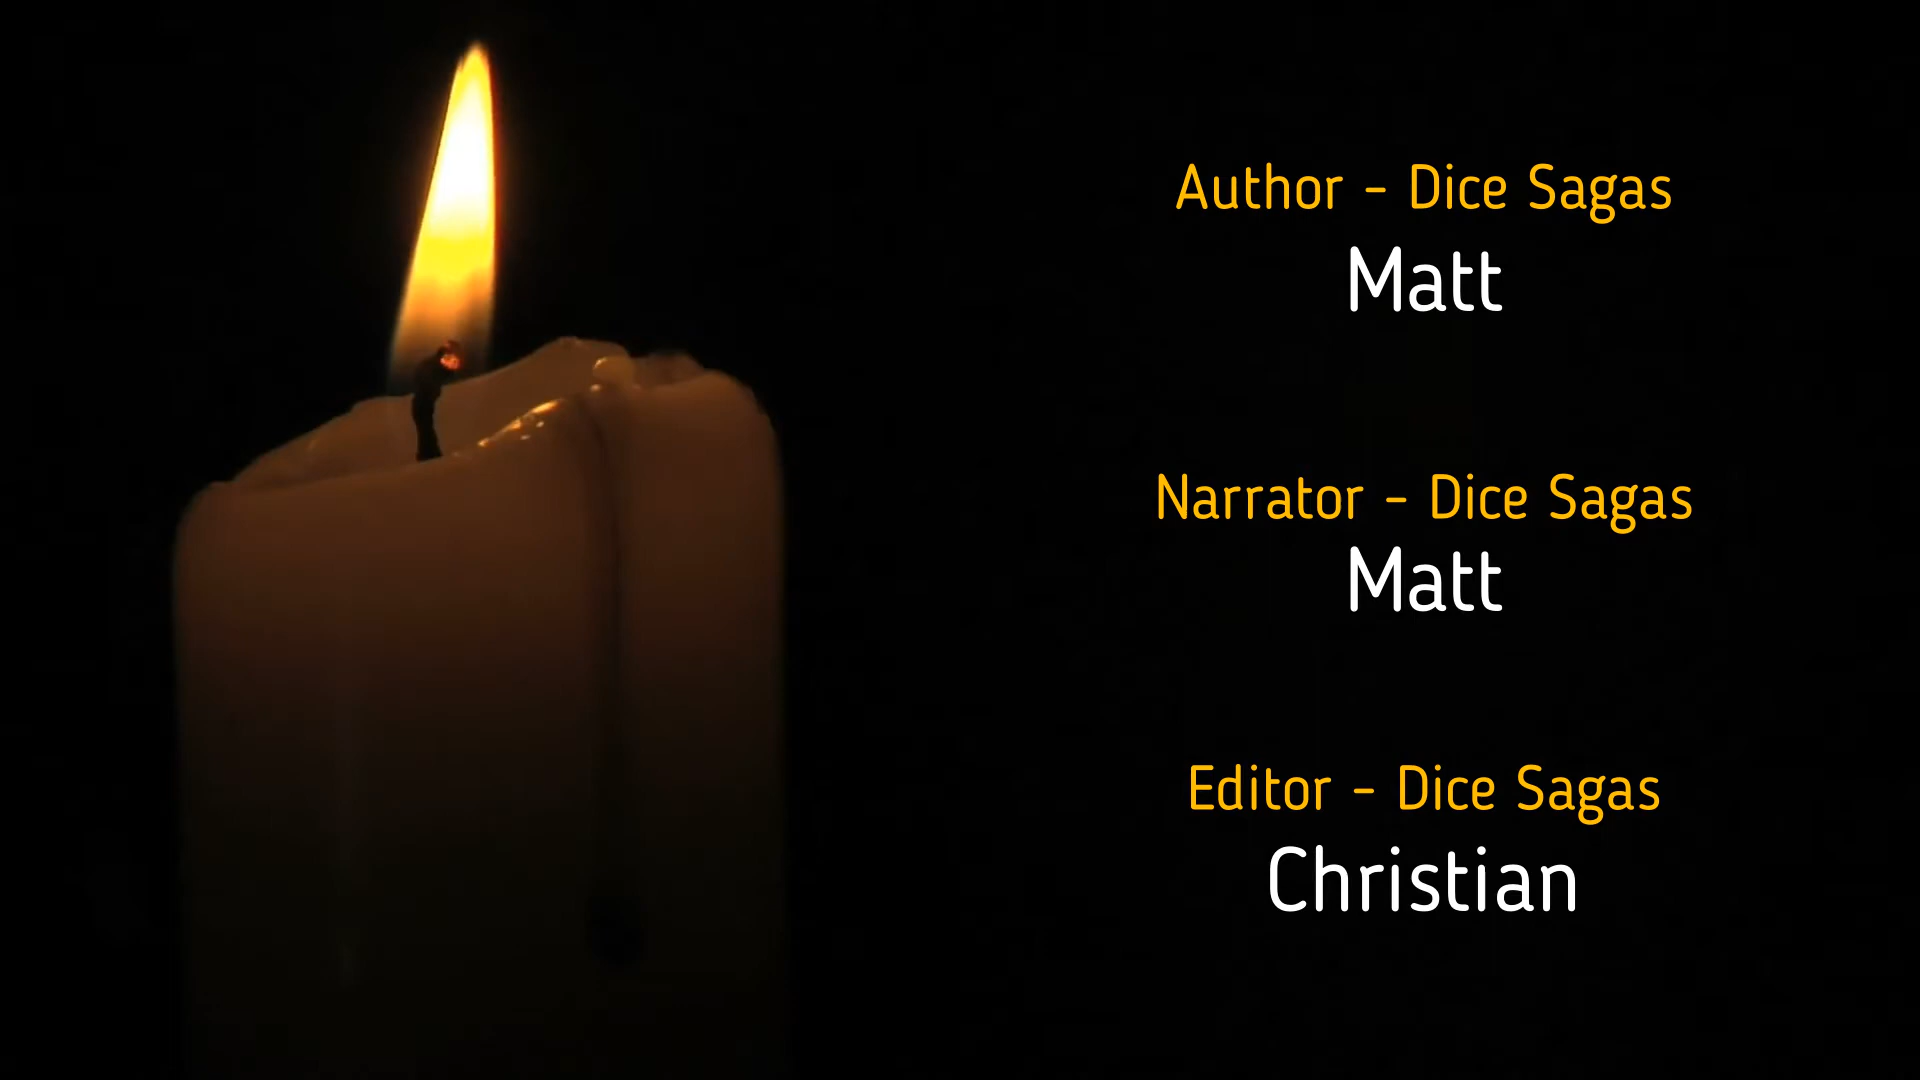 Author - Dice Sagas
Matt
Narrator - Dice Sagas
Matt
Editor - Dice Sagas
Christian